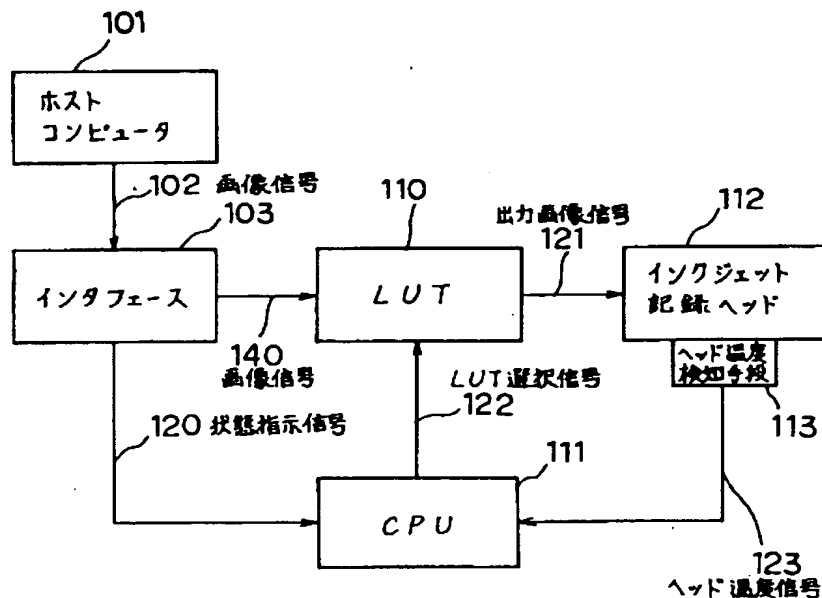 101
ホスト
コンピュータ
102 画像信号
103
インタフェース
110
LUT
出力画像信号
121
112
インクジェット
記録ヘッド
ヘッド温度
検知手段
113
140
画像信号
LUT選択信号
122
120 状態指示信号
111
CPU
123
ヘッド温度信号